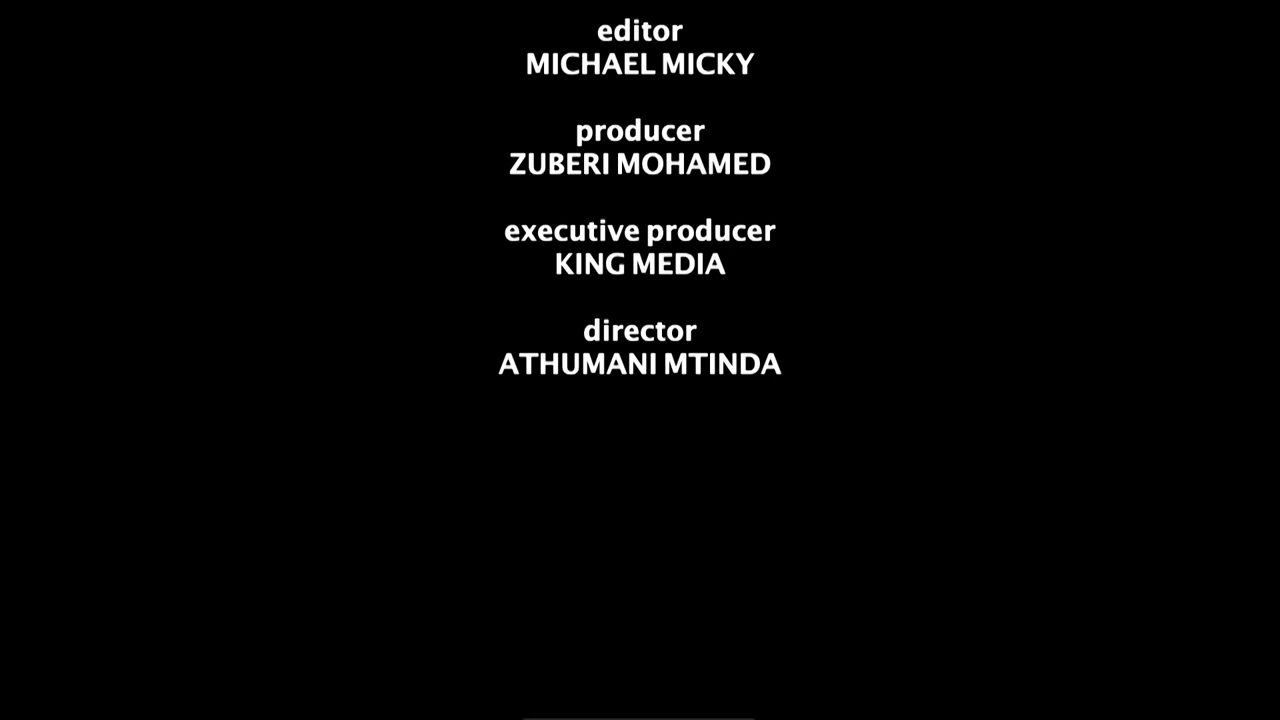 editor
MICHAEL MICKY
producer
ZUBERI MOHAMED
executive producer
KING MEDIA
director
ATHUMANI MTINDA